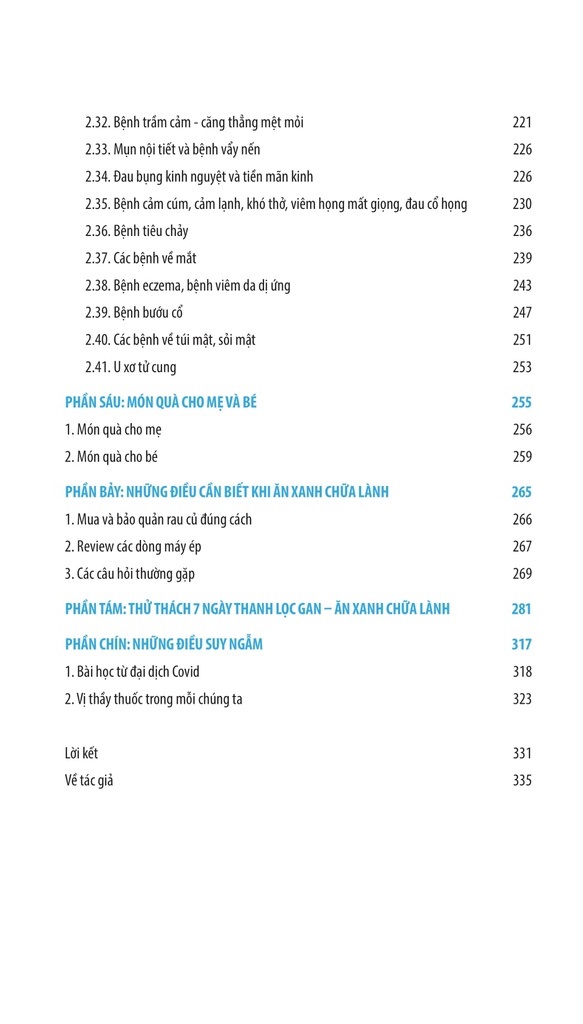 2.32. Bệnh trầm cảm - căng thẳng mệt mỏi 221
2.33. Mụn nội tiết và bệnh vẩy nến 226
2.34. Đau bụng kinh nguyệt và tiền mãn kinh 226
2.35. Bệnh cảm cúm, cảm lạnh, khó thở, viêm họng mất giọng, đau cổ họng 230
2.36. Bệnh tiêu chảy 236
2.37. Các bệnh về mắt 239
2.38. Bệnh eczema, bệnh viêm da dị ứng 243
2.39. Bệnh bướu cổ 247
2.40. Các bệnh về túi mật, sỏi mật 251
2.41. U xơ tử cung 253
PHẦN SÁU: MÓN QUÀ CHO MẸ VÀ BÉ 255
1. Món quà cho mẹ 256
2. Món quà cho bé 259
PHẦN BẢY: NHỮNG ĐIỀU CẦN BIẾT KHI ĂN XANH CHỮA LÀNH 265
1. Mua và bảo quản rau củ đúng cách 266
2. Review các dòng máy ép 267
3. Các câu hỏi thường gặp 269
PHẦN TÁM: THỬ THÁCH 7 NGÀY THANH LỌC GAN – ĂN XANH CHỮA LÀNH 281
PHẦN CHÍN: NHỮNG ĐIỀU SUY NGẪM 317
1. Bài học từ đại dịch Covid 318
2. Vị thầy thuốc trong mỗi chúng ta 323
Lời kết 331
Về tác giả 335